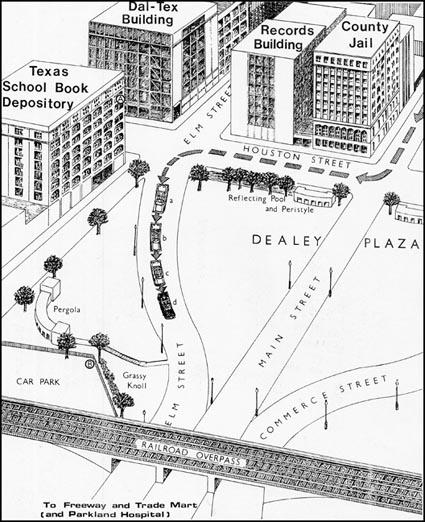 Dal-Tex
Building
Records
Building
County
Jail
Texas
School Book
Depository
ELM STREET
HOUSTON STREET
a
Reflecting Pool
and Peristyle
b
DEALEY PLAZA
c
d
Pergola
MAIN STREET
CAR PARK
Grassy
Knoll
ELM STREET
COMMERCE STREET
RAILROAD OVERPASS
To Freeway and Trade Mart
(and Parkland Hospital)